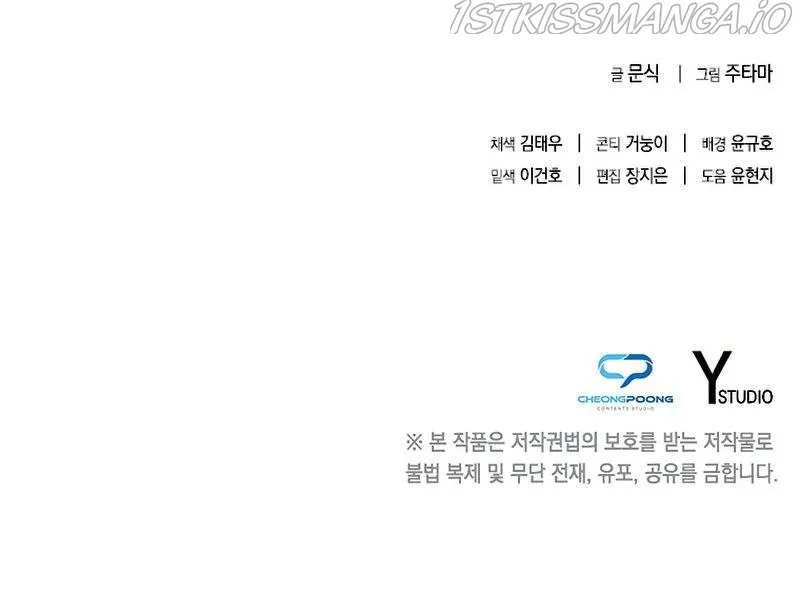 1STKISSMANGA.IO
글 문식 | 그림 주타마
채색 김태우 | 콘티 거눙이 | 배경 윤규호
밑색 이건호 | 편집 장지은 | 도움 윤현지
CHEONGPOONG
CONTENTS STUDIO
Y STUDIO
※ 본 작품은 저작권법의 보호를 받는 저작물로
불법 복제 및 무단 전재, 유포, 공유를 금합니다.